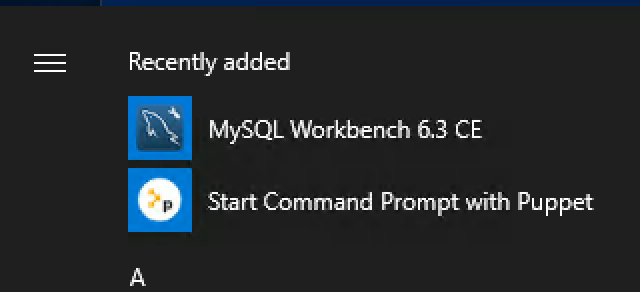 Recently added
MySQL Workbench 6.3 CE
p
Start Command Prompt with Puppet
A